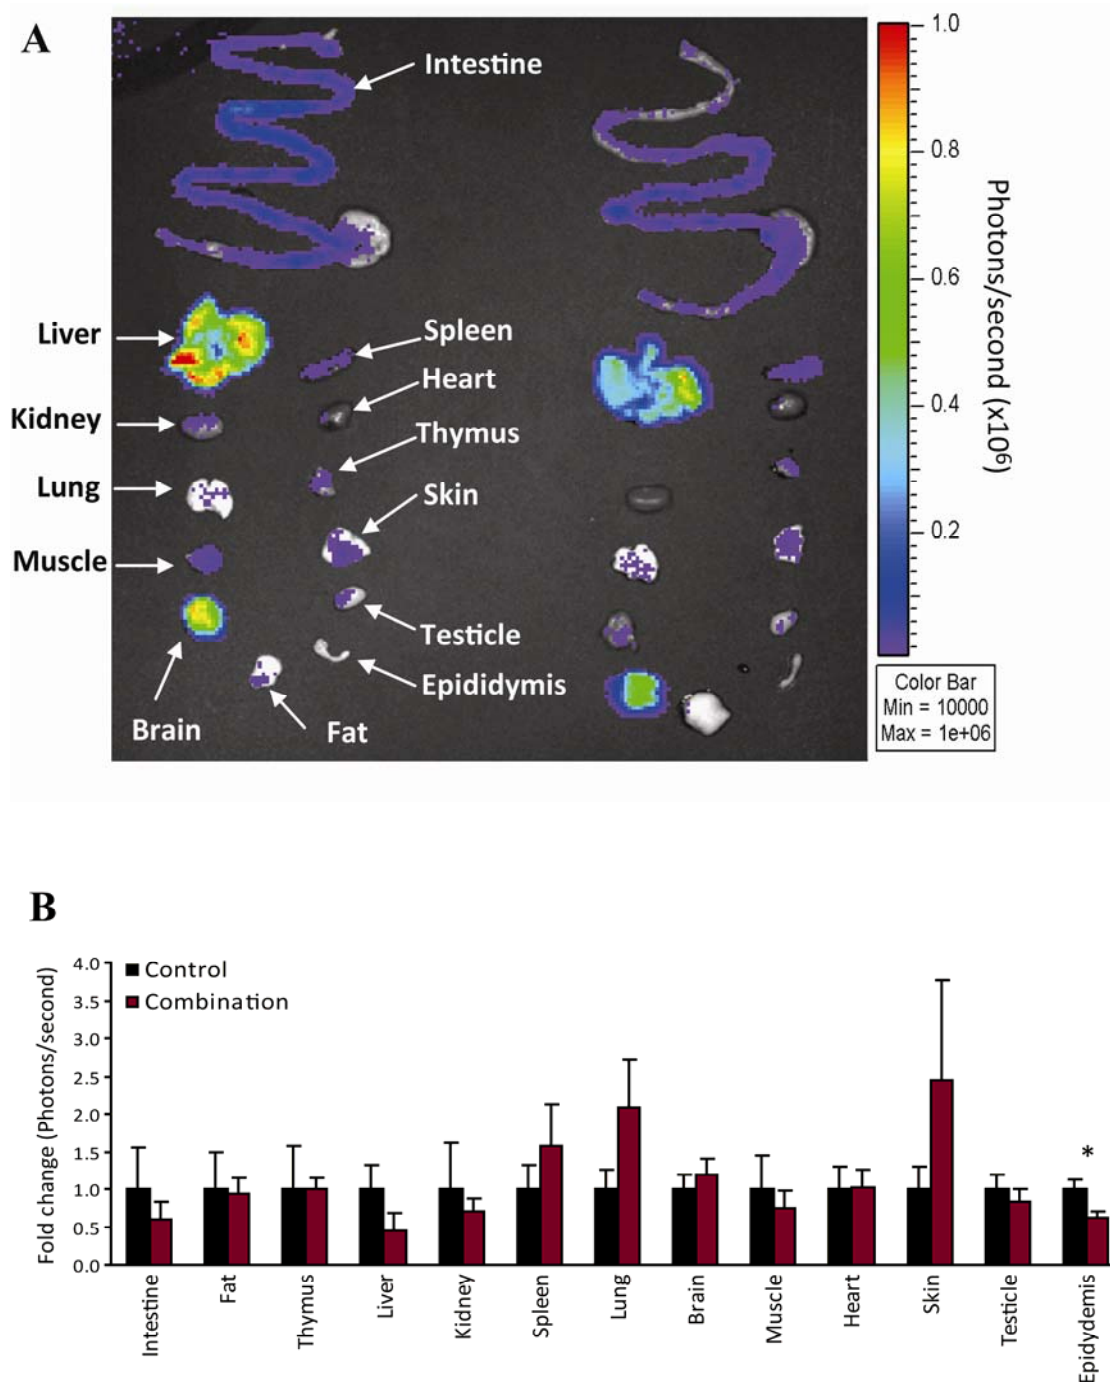 A
Intestine
Liver
Spleen
Heart
Kidney
Thymus
Lung
Skin
Muscle
Testicle
Epididymis
Brain
Fat
1.0
0.8
0.6
0.4
0.2
Photons/second (x10⁶)
Color Bar
Min = 10000
Max = 1e+06
B
Control
Combination
Fold change (Photons/second)
4.0
3.5
3.0
2.5
2.0
1.5
1.0
0.5
0.0
*
Intestine
Fat
Thymus
Liver
Kidney
Spleen
Lung
Brain
Muscle
Heart
Skin
Testicle
Epidydemis